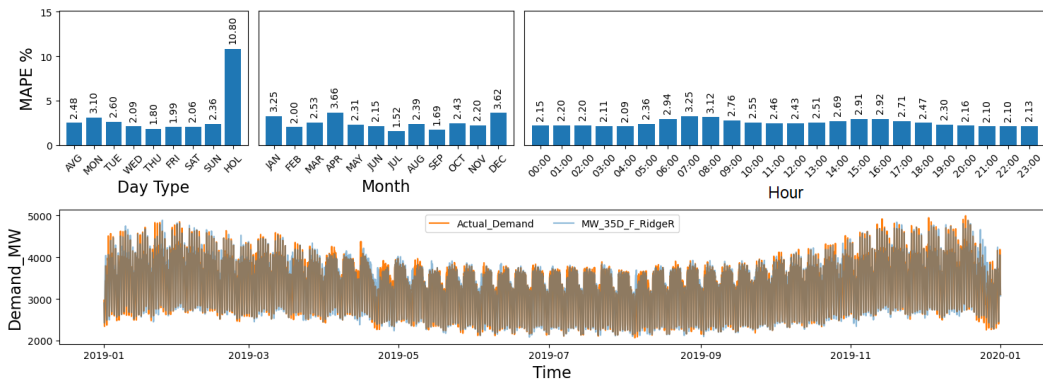 MAPE %
15
10
5
0
2.48 3.10 2.60 2.09 1.80 1.99 2.06 2.36 10.80
AVG MON TUE WED THU FRI SAT SUN HOL
Day Type
3.25 2.00 2.53 3.66 2.31 2.15 1.52 2.39 1.69 2.43 2.20 3.62
JAN FEB MAR APR MAY JUN JUL AUG SEP OCT NOV DEC
Month
2.15 2.20 2.20 2.11 2.09 2.36 2.94 3.25 3.12 2.76 2.55 2.46 2.43 2.51 2.69 2.91 2.92 2.71 2.47 2.30 2.16 2.10 2.10 2.13
00:00 01:00 02:00 03:00 04:00 05:00 06:00 07:00 08:00 09:00 10:00 11:00 12:00 13:00 14:00 15:00 16:00 17:00 18:00 19:00 20:00 21:00 22:00 23:00
Hour
Demand_MW
5000
4000
3000
2000
Actual_Demand MW_35D_F_RidgeR
2019-01 2019-03 2019-05 2019-07 2019-09 2019-11 2020-01
Time